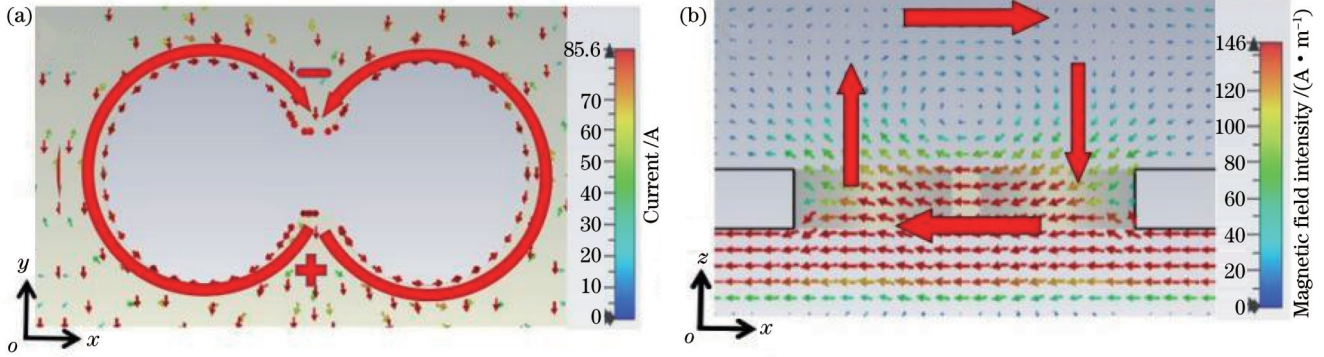 (a)
85.6
70
60
50
40
30
20
10
0
Current /A
y
x
o
(b)
146
120
100
80
60
40
20
0
Magnetic field intensity /(A • m⁻¹)
z
x
o